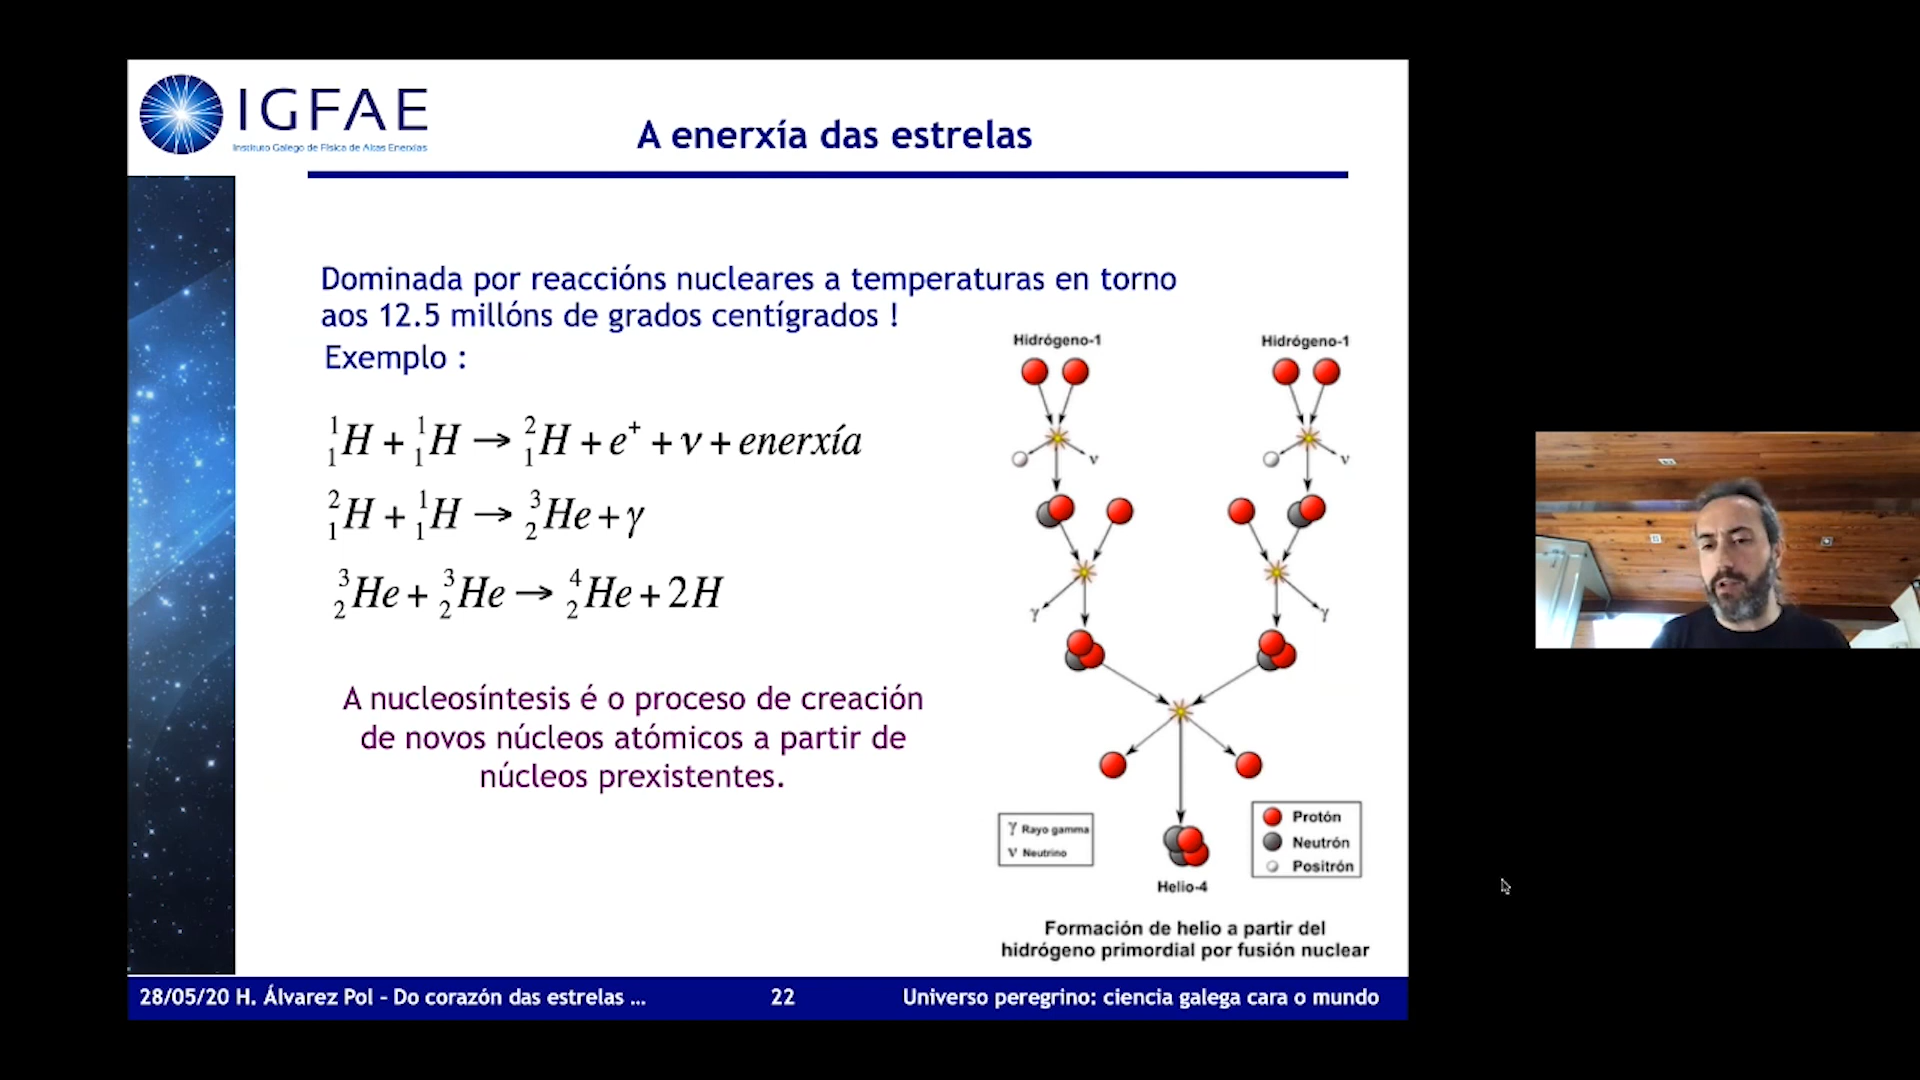 IGFAE
Instituto Galego de Física de Altas Enerxías
A enerxía das estrelas
Dominada por reaccións nucleares a temperaturas en torno
aos 12.5 millóns de grados centígrados !
Exemplo :
¹₁H + ¹₁H → ²₁H + e⁺ + ν + enerxía
²₁H + ¹₁H → ³₂He + γ
³₂He + ³₂He → ⁴₂He + 2H
A nucleosíntesis é o proceso de creación
de novos núcleos atómicos a partir de
núcleos prexistentes.
Hidrógeno-1 Hidrógeno-1
ν ν
γ γ
γ Rayo gamma
ν Neutrino
Protón
Neutrón
Positrón
Helio-4
Formación de helio a partir del
hidrógeno primordial por fusión nuclear
28/05/20 H. Álvarez Pol - Do corazón das estrelas ... 22 Universo peregrino: ciencia galega cara o mundo